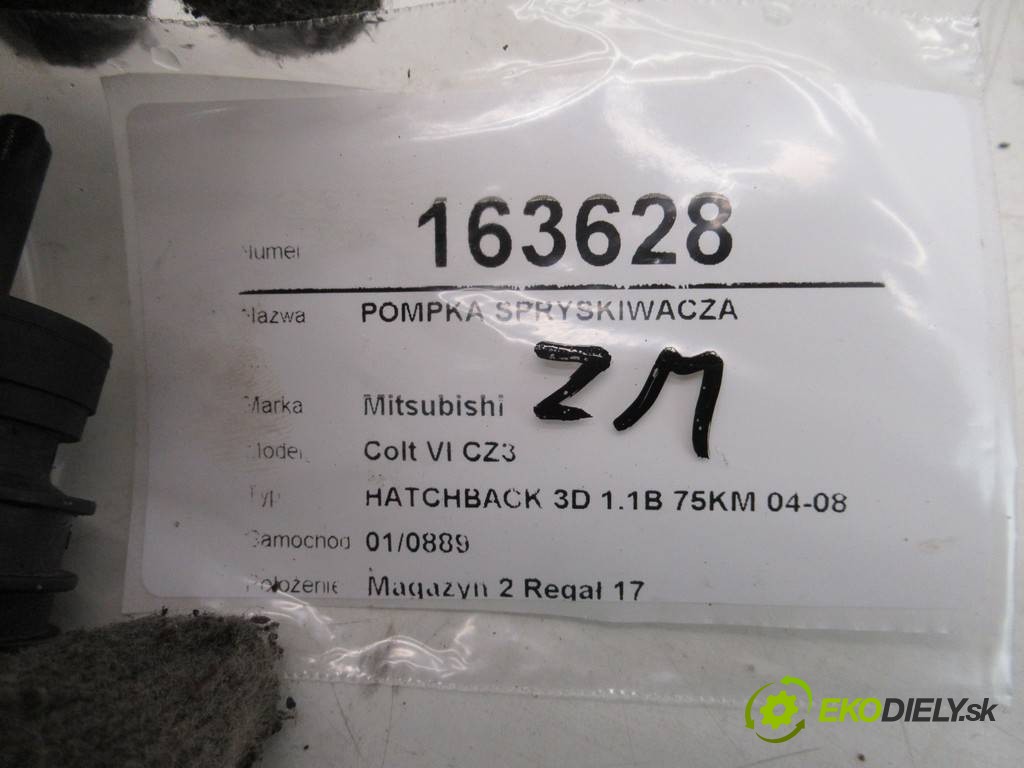 Numer 163628
Nazwa POMPKA SPRYSKIWACZA
ZM
Marka Mitsubishi
Model Colt VI CZ3
Typ HATCHBACK 3D 1.1B 75KM 04-08
Samochod 01/0889
Położenie Magazyn 2 Regał 17
EKODIELY.sk